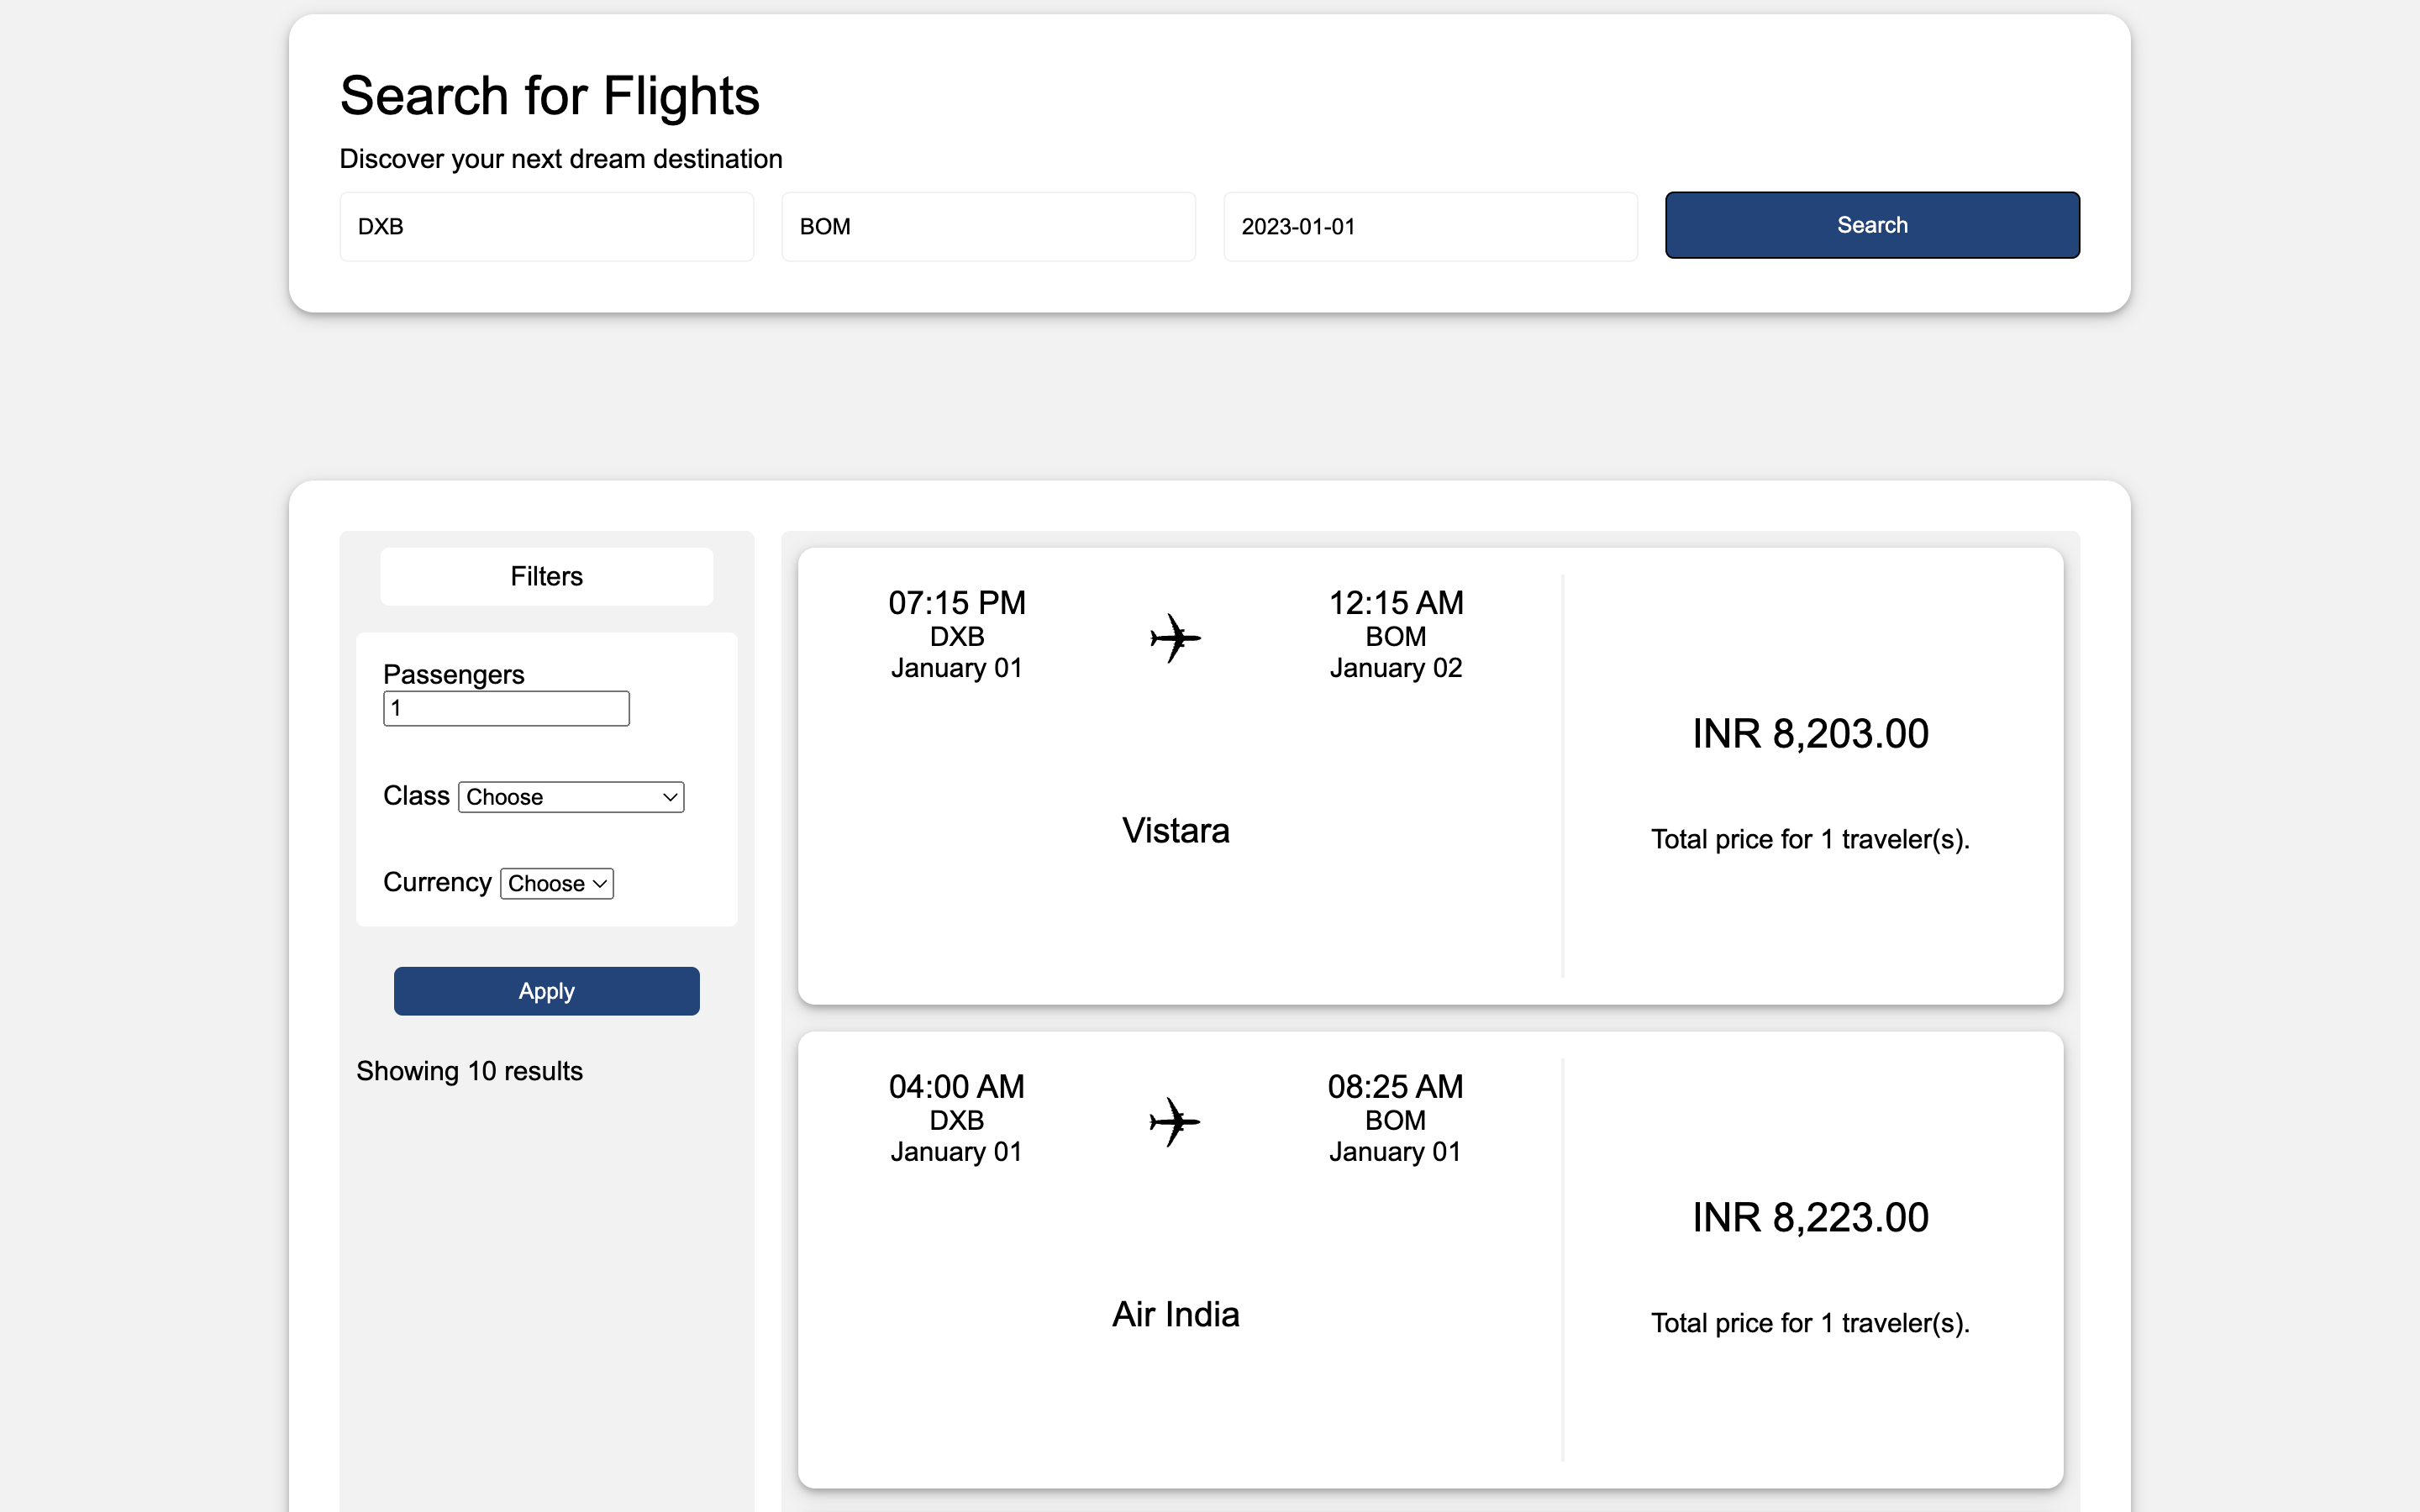 Search for Flights
Discover your next dream destination
DXB
BOM
2023-01-01
Search
Filters
Passengers
1
Class Choose
Currency Choose
Apply
Showing 10 results
07:15 PM
DXB
January 01
12:15 AM
BOM
January 02
Vistara
INR 8,203.00
Total price for 1 traveler(s).
04:00 AM
DXB
January 01
08:25 AM
BOM
January 01
Air India
INR 8,223.00
Total price for 1 traveler(s).